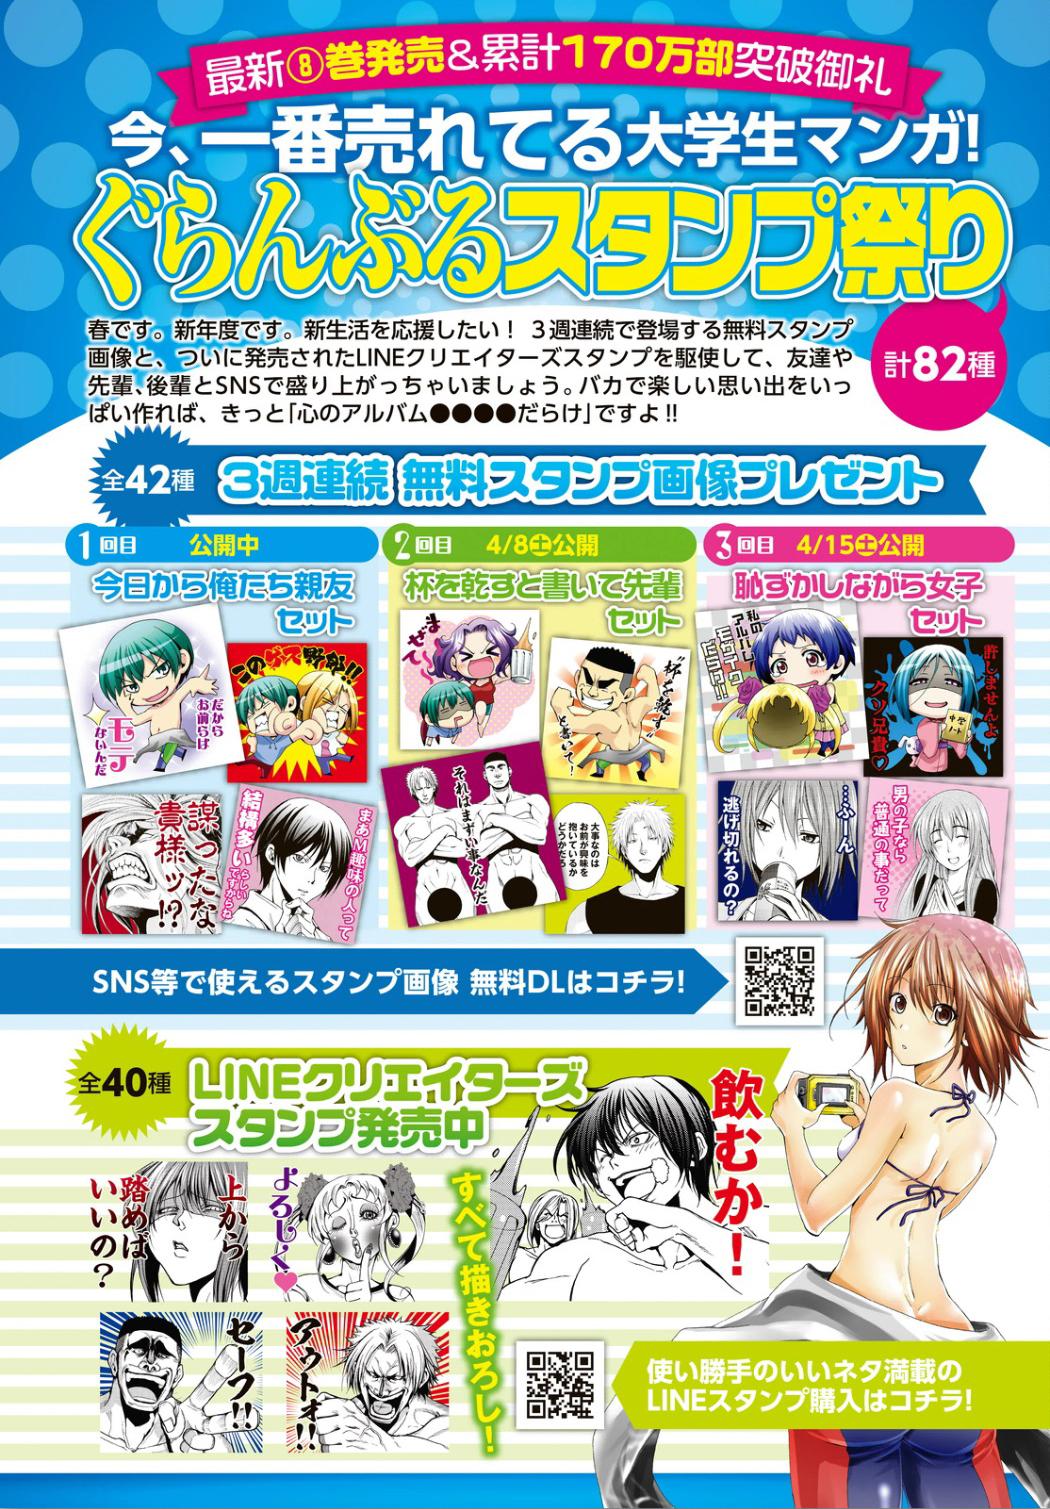 最新⑧巻発売&累計170万部突破御礼
今、一番売れてる大学生マンガ!
ぐらんぶるスタンプ祭り
春です。新年度です。新生活を応援したい! 3週連続で登場する無料スタンプ
画像と、ついに発売されたLINEクリエイターズスタンプを駆使して、友達や
先輩、後輩とSNSで盛り上がっちゃいましょう。バカで楽しい思い出をいっ
ぱい作れば、きっと「心のアルバム●●●●だらけ」ですよ!!
計82種
全42種
3週連続 無料スタンプ画像プレゼント
1回目 公開中
今日から俺たち親友
セット
だから
お前らは
モテ
ないんだ
このゲス野郎!!
謀ったな
貴様ッ!?
まあM趣味の人って
結構多いらしい
ですからね
2回目 4/8㊏公開
杯を乾すと書いて先輩
セット
まぜて〜
"杯を乾す"
と書いて!
それはまずい事なんだ
大事なのは
お前が興味を
抱いているか
どうかだろ
3回目 4/15㊏公開
恥ずかしながら女子
セット
私の
アルバム
モザイク
だらけ!!
許しませんよ
クソ兄貴♡
中学
ノート
…ふーん
逃げ切れるの?
男の子なら
普通の事だって
SNS等で使えるスタンプ画像 無料DLはコチラ!
全40種
LINEクリエイターズ
スタンプ発売中
上から
踏めば
いいの?
よろしく♥
すべて描きおろし!
飲むか!
セーフ!!
アウトォ!!
使い勝手のいいネタ満載の
LINEスタンプ購入はコチラ!